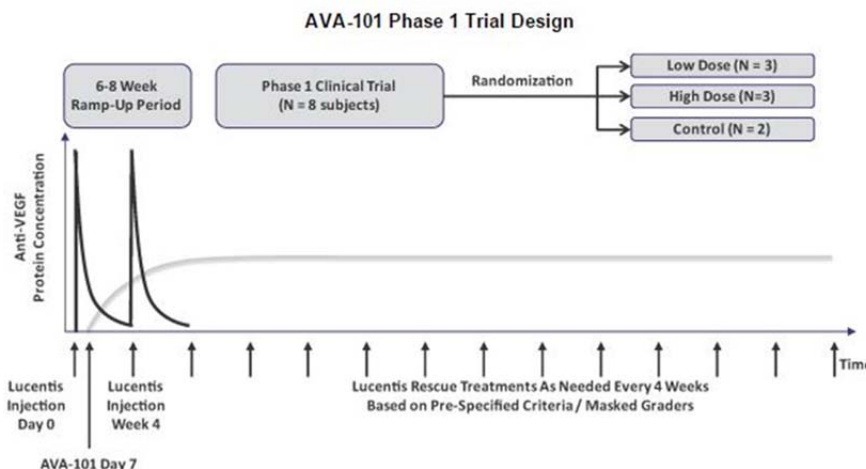 AVA-101 Phase 1 Trial Design
6-8 Week
Ramp-Up Period
Phase 1 Clinical Trial
(N = 8 subjects)
Randomization
Low Dose (N = 3)
High Dose (N=3)
Control (N = 2)
Anti-VEGF
Protein Concentration
Time
Lucentis
Injection
Day 0
Lucentis
Injection
Week 4
Lucentis Rescue Treatments As Needed Every 4 Weeks
Based on Pre-Specified Criteria / Masked Graders
AVA-101 Day 7